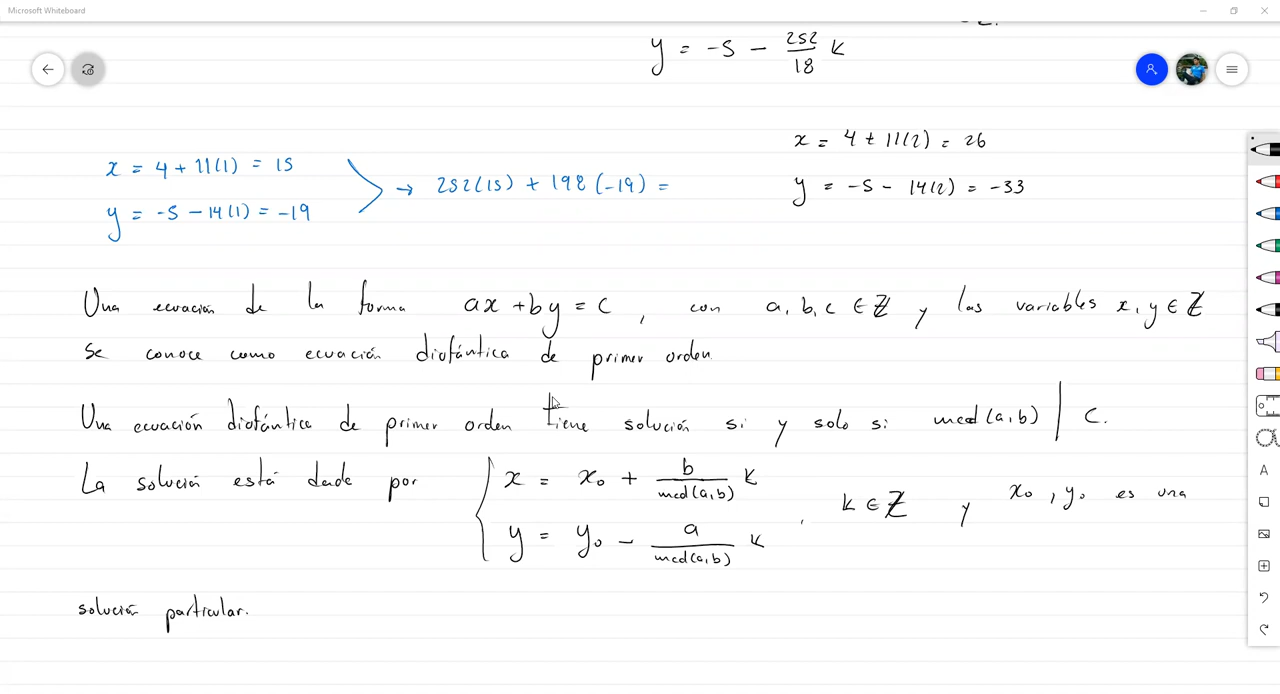 Microsoft Whiteboard
y = -5 - 252/18 k
x = 4 + 11(2) = 26
y = -5 - 14(2) = -33
x = 4 + 11(1) = 15
y = -5 - 14(1) = -19
→ 252(15) + 198(-19) =
Una ecuación de la forma ax + by = c, con a, b, c ∈ ℤ y las variables x, y ∈ ℤ
se conoce como ecuación diofántica de primer orden.
Una ecuación diofántica de primer orden tiene solución si y solo si mcd(a,b) | c.
La solución está dada por { x = x₀ + b/mcd(a,b) k
y = y₀ - a/mcd(a,b) k , k ∈ ℤ y x₀, y₀ es una
solución particular.
A